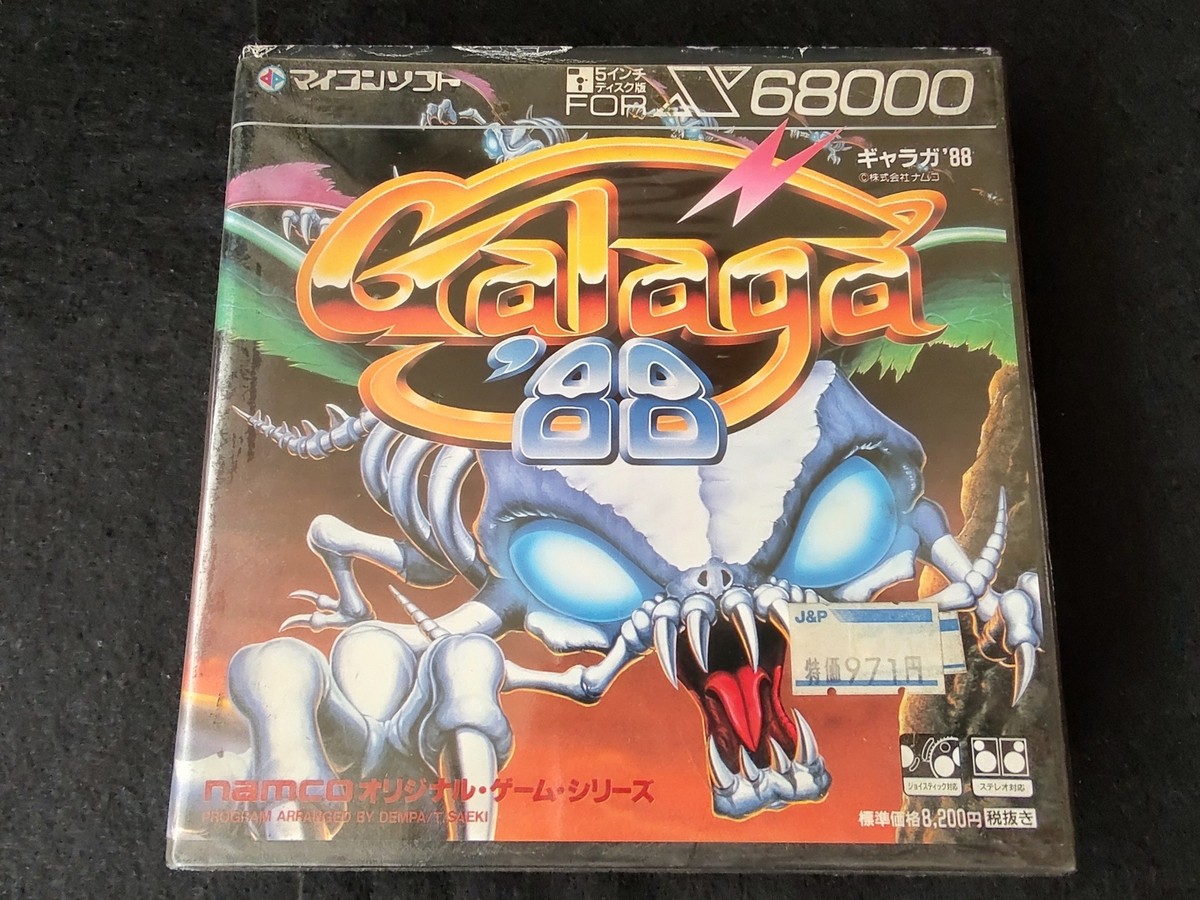 マイコンソフト
5インチ
ディスク版
FOR X68000
ギャラガ'88
©株式会社ナムコ
Galaga
'88
J&P
特価971円
ジョイスティック対応
ステレオ対応
namcoオリジナル・ゲーム・シリーズ
PROGRAM ARRANGED BY DEMPA/T.SAEKI
標準価格8,200円税抜き